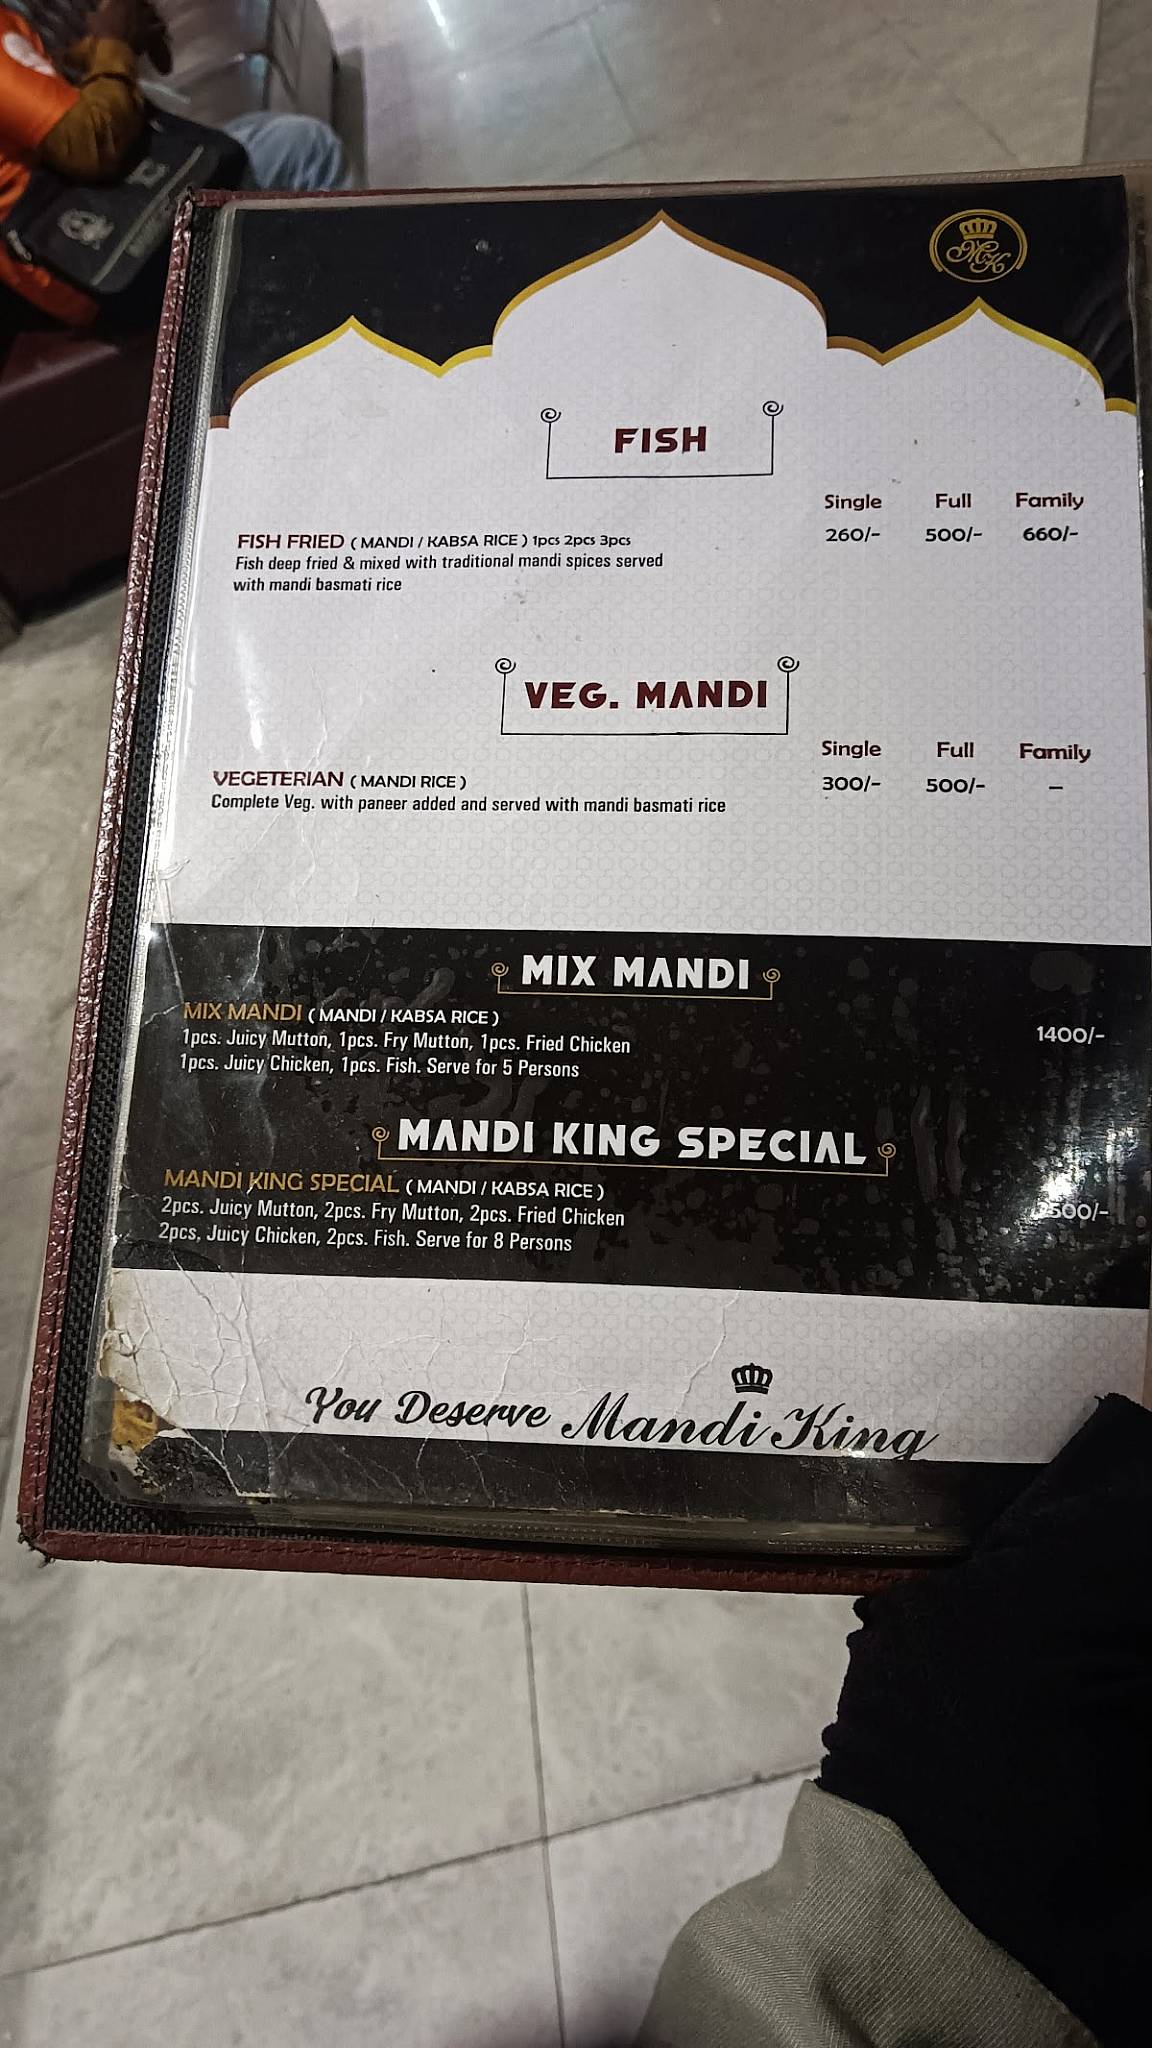 MK
FISH
Single Full Family
FISH FRIED ( MANDI / KABSA RICE ) 1pcs 2pcs 3pcs 260/- 500/- 660/-
Fish deep fried & mixed with traditional mandi spices served
with mandi basmati rice
VEG. MANDI
Single Full Family
VEGETERIAN ( MANDI RICE ) 300/- 500/- –
Complete Veg. with paneer added and served with mandi basmati rice
MIX MANDI
MIX MANDI ( MANDI / KABSA RICE )
1pcs. Juicy Mutton, 1pcs. Fry Mutton, 1pcs. Fried Chicken 1400/-
1pcs. Juicy Chicken, 1pcs. Fish. Serve for 5 Persons
MANDI KING SPECIAL
MANDI KING SPECIAL ( MANDI / KABSA RICE )
2pcs. Juicy Mutton, 2pcs. Fry Mutton, 2pcs. Fried Chicken
2pcs, Juicy Chicken, 2pcs. Fish. Serve for 8 Persons
You Deserve Mandi King